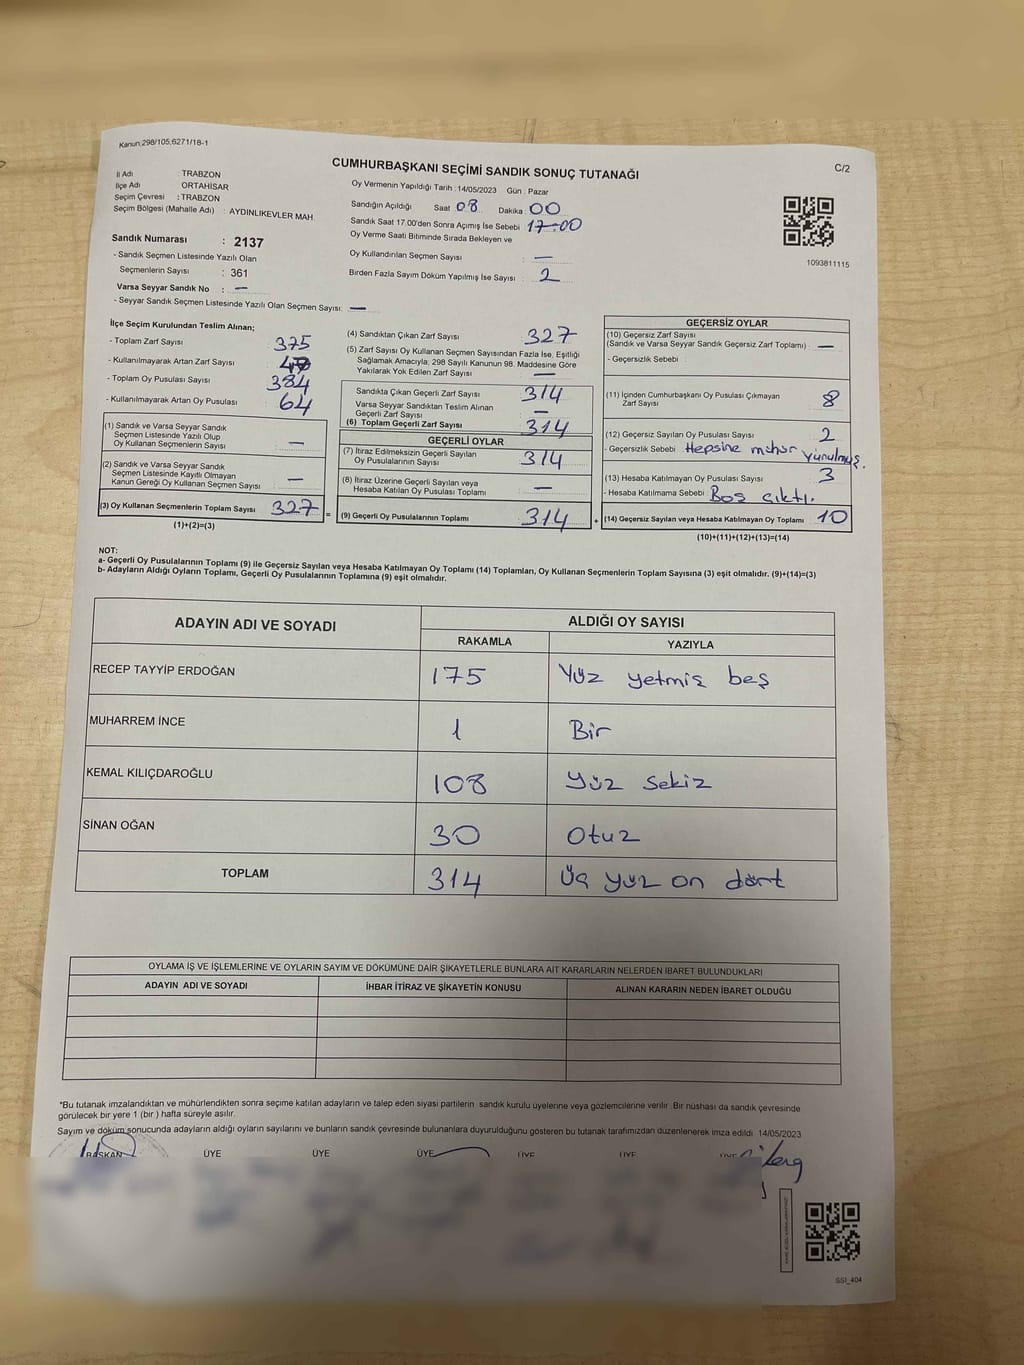 Kanun;298/105;6271/18-1
C/2
CUMHURBAŞKANI SEÇİMİ SANDIK SONUÇ TUTANAĞI
İl Adı : TRABZON
İlçe Adı ORTAHİSAR
Seçim Çevresi : TRABZON
Seçim Bölgesi (Mahalle Adı) : AYDINLIKEVLER MAH
Sandık Numarası : 2137
- Sandık Seçmen Listesinde Yazılı Olan
Seçmenlerin Sayısı : 361
Varsa Seyyar Sandık No : —
- Seyyar Sandık Seçmen Listesinde Yazılı Olan Seçmen Sayısı: —
Oy Vermenin Yapıldığı Tarih : 14/05/2023 Gün : Pazar
Sandığın Açıldığı Saat 08 Dakika 00
Sandık Saat 17.00'den Sonra Açımış İse Sebebi 17:00
Oy Verme Saati Bitiminde Sırada Bekleyen ve
Oy Kullandırılan Seçmen Sayısı : —
Birden Fazla Sayım Döküm Yapılmış İse Sayısı : 2
1093811115
İlçe Seçim Kurulundan Teslim Alınan;
- Toplam Zarf Sayısı 375
- Kullanılmayarak Artan Zarf Sayısı
- Toplam Oy Pusulası Sayısı 384
- Kullanılmayarak Artan Oy Pusulası 64
(1) Sandık ve Varsa Seyyar Sandık
Seçmen Listesinde Yazılı Olup
Oy Kullanan Seçmenlerin Sayısı —
(2) Sandık ve Varsa Seyyar Sandık
Seçmen Listesinde Kayıtlı Olmayan
Kanun Gereği Oy Kullanan Seçmen Sayısı —
(3) Oy Kullanan Seçmenlerin Toplam Sayısı 327 =
(1)+(2)=(3)
(4) Sandıktan Çıkan Zarf Sayısı 327
(5) Zarf Sayısı Oy Kullanan Seçmen Sayısından Fazla İse, Eşitliği
Sağlamak Amacıyla, 298 Sayılı Kanunun 98. Maddesine Göre
Yakılarak Yok Edilen Zarf Sayısı —
Sandıkta Çıkan Geçerli Zarf Sayısı 314
Varsa Seyyar Sandıktan Teslim Alınan
Geçerli Zarf Sayısı —
(6) Toplam Geçerli Zarf Sayısı 314
GEÇERLİ OYLAR
(7) İtiraz Edilmeksizin Geçerli Sayılan
Oy Pusulalarının Sayısı 314
(8) İtiraz Üzerine Geçerli Sayılan veya
Hesaba Katılan Oy Pusulası Toplamı —
(9) Geçerli Oy Pusulalarının Toplamı 314 +
GEÇERSİZ OYLAR
(10) Geçersiz Zarf Sayısı
(Sandık ve Varsa Seyyar Sandık Geçersiz Zarf Toplamı) —
- Geçersizlik Sebebi
(11) İçinden Cumhurbaşkanı Oy Pusulası Çıkmayan
Zarf Sayısı 8
(12) Geçersiz Sayılan Oy Pusulası Sayısı 2
- Geçersizlik Sebebi Hepsine mühür vurulmuş.
(13) Hesaba Katılmayan Oy Pusulası Sayısı 3
- Hesaba Katılmama Sebebi Boş çıktı.
(14) Geçersiz Sayılan veya Hesaba Katılmayan Oy Toplamı 10
(10)+(11)+(12)+(13)=(14)
NOT:
a- Geçerli Oy Pusulalarının Toplamı (9) ile Geçersiz Sayılan veya Hesaba Katılmayan Oy Toplamı (14) Toplamları, Oy Kullanan Seçmenlerin Toplam Sayısına (3) eşit olmalıdır. (9)+(14)=(3)
b- Adayların Aldığı Oyların Toplamı, Geçerli Oy Pusulalarının Toplamına (9) eşit olmalıdır.
ADAYIN ADI VE SOYADI
ALDIĞI OY SAYISI
RAKAMLA YAZIYLA
RECEP TAYYİP ERDOĞAN 175 Yüz yetmiş beş
MUHARREM İNCE 1 Bir
KEMAL KILIÇDAROĞLU 108 Yüz sekiz
SİNAN OĞAN 30 Otuz
TOPLAM 314 Üç yüz on dört
OYLAMA İŞ VE İŞLEMLERİNE VE OYLARIN SAYIM VE DÖKÜMÜNE DAİR ŞİKAYETLERLE BUNLARA AİT KARARLARIN NELERDEN İBARET BULUNDUKLARI
ADAYIN ADI VE SOYADI İHBAR İTİRAZ VE ŞİKAYETİN KONUSU ALINAN KARARIN NEDEN İBARET OLDUĞU
*Bu tutanak imzalandıktan ve mühürlendikten sonra seçime katılan adayların ve talep eden siyasi partilerin sandık kurulu üyelerine veya gözlemcilerine verilir. Bir nüshası da sandık çevresinde
görülecek bir yere 1 (bir) hafta süreyle asılır.
Sayım ve döküm sonucunda adayların aldığı oyların sayılarını ve bunların sandık çevresinde bulunanlara duyurulduğunu gösteren bu tutanak tarafımızdan düzenlenerek imza edildi 14/05/2023
BAŞKAN ÜYE ÜYE ÜYE ÜYE ÜYE ÜYE
SSI_404